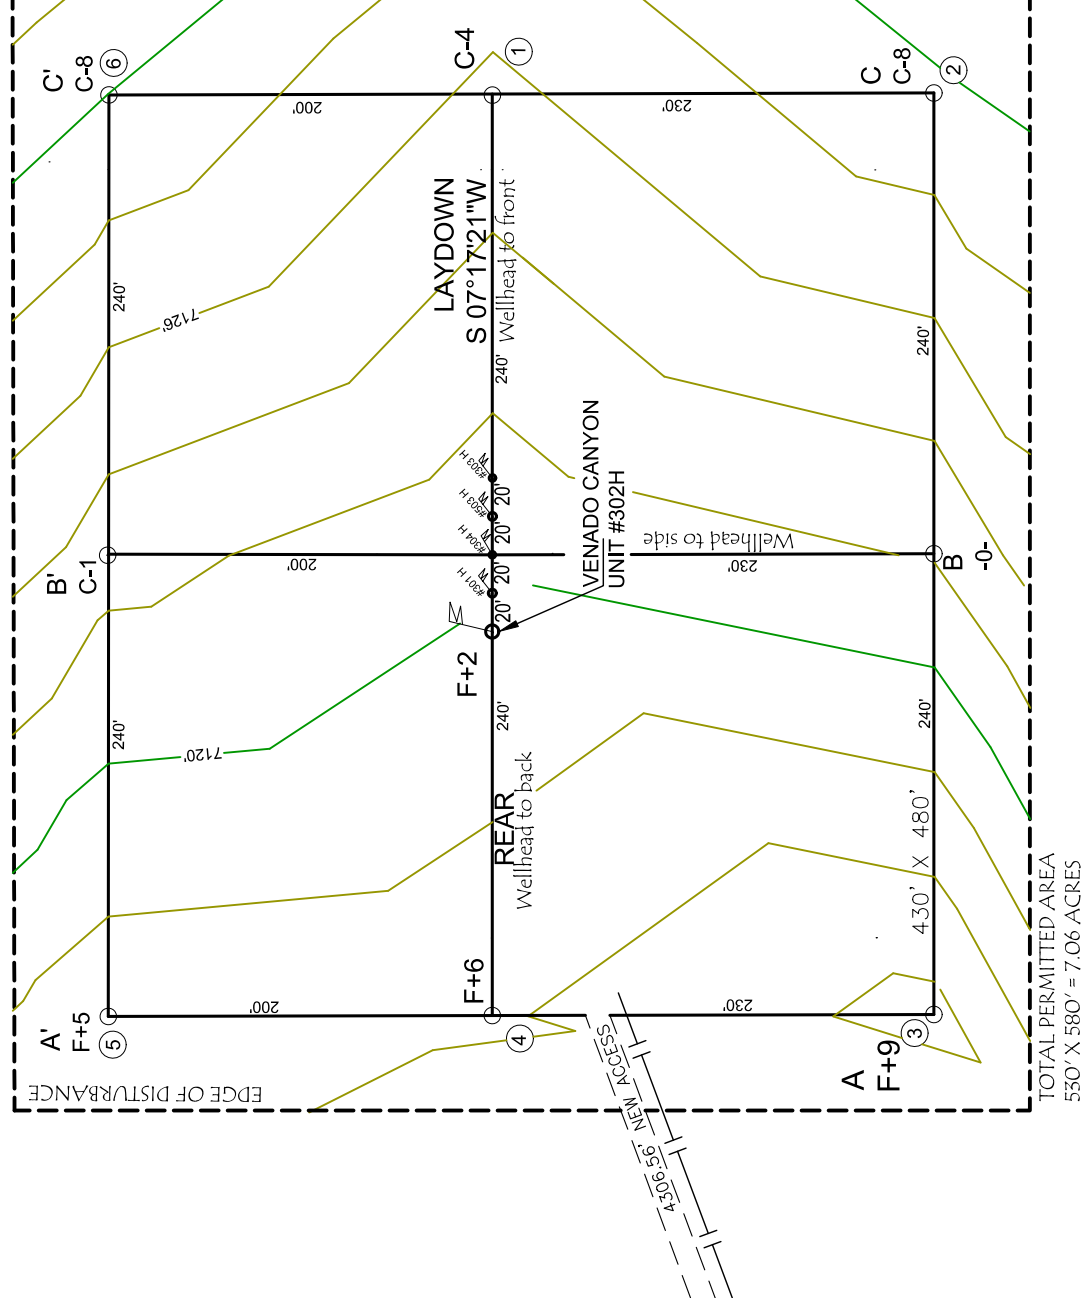 C'
C-8
6
C-4
1
C
C-8
2
200'
230'
LAYDOWN
S 07°17'21"W
Wellhead to front
240'
7126'
240'
240'
#303 H
#503 H
#304 H
#301 H
20'
20'
20'
20'
VENADO CANYON
UNIT #302H
Wellhead to side
B'
C-1
200'
230'
B
-0-
F+2
240'
240'
240'
7120'
REAR
Wellhead to back
430' X 480'
A'
F+5
5
200'
F+6
4
230'
A
F+9
3
EDGE OF DISTURBANCE
4306.56' NEW ACCESS
TOTAL PERMITTED AREA
530' X 580' = 7.06 ACRES